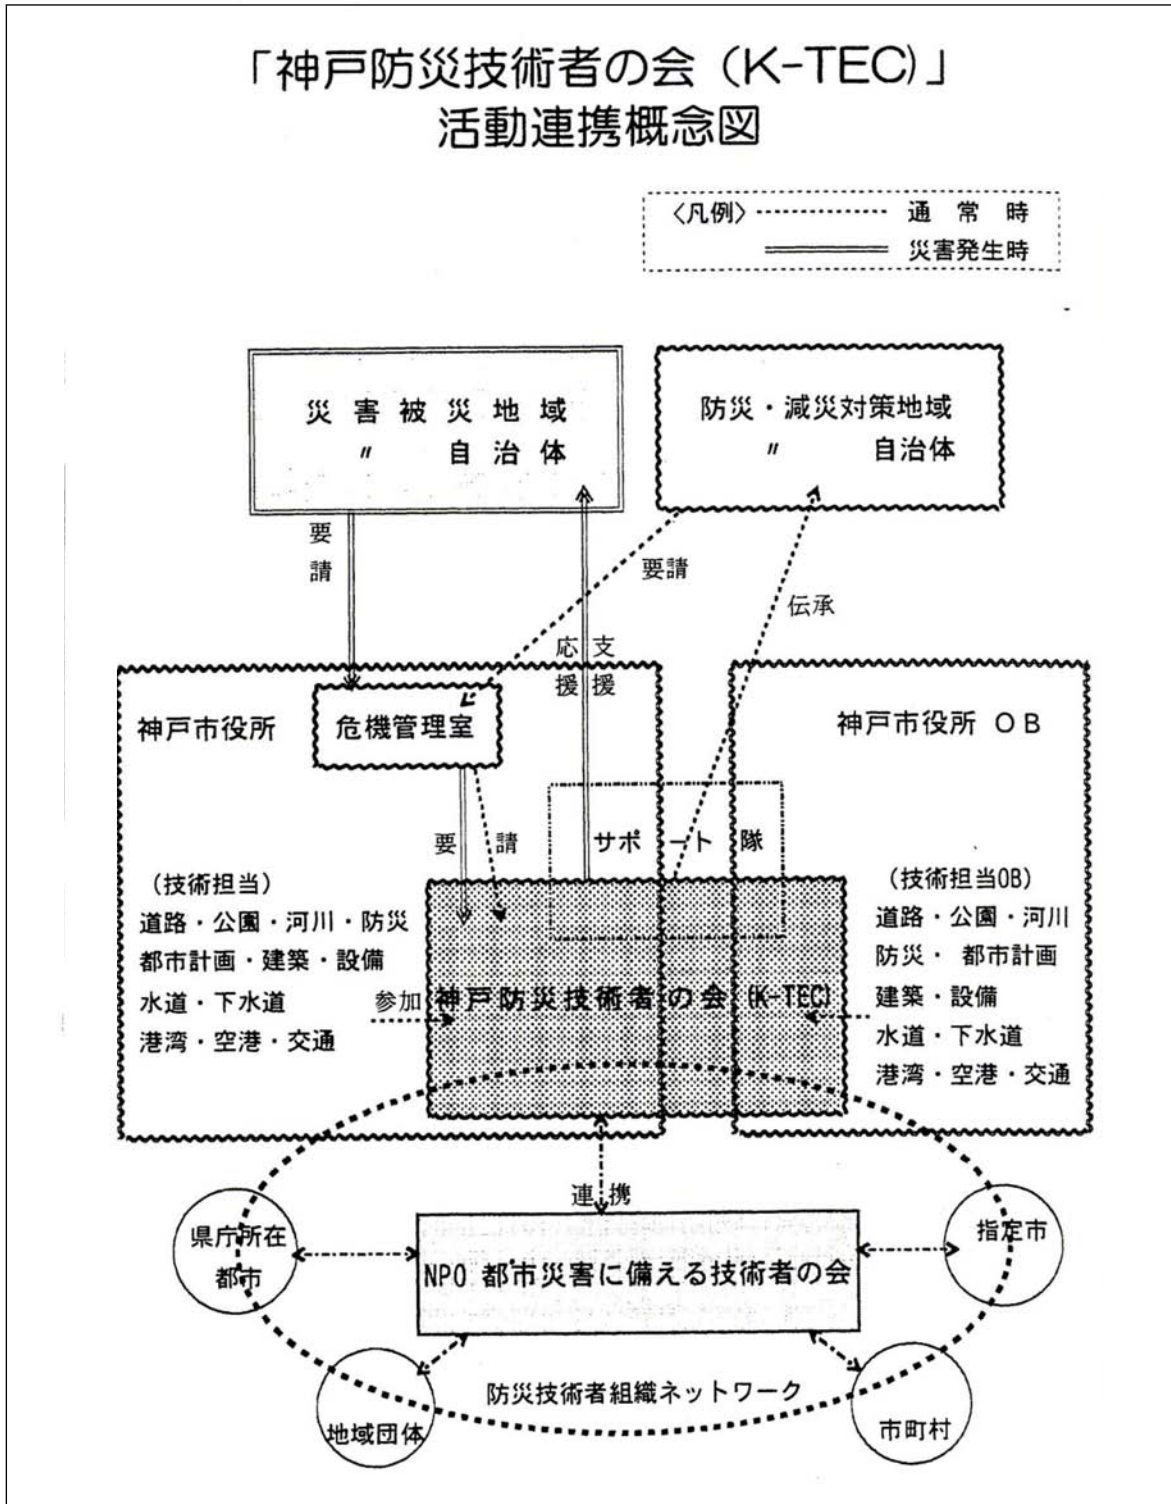 「神戸防災技術者の会（K-TEC）」
活動連携概念図
〈凡例〉 通常時
災害発生時
災害被災地域
〃 自治体
防災・減災対策地域
〃 自治体
要請
要請
伝承
応援
支援
神戸市役所
危機管理室
神戸市役所 OB
要請
サポート隊
（技術担当）
道路・公園・河川・防災
都市計画・建築・設備
水道・下水道
港湾・空港・交通
（技術担当OB）
道路・公園・河川
防災・都市計画
建築・設備
水道・下水道
港湾・空港・交通
参加
神戸防災技術者の会（K-TEC）
連携
県庁所在
都市
指定市
NPO 都市災害に備える技術者の会
防災技術者組織ネットワーク
地域団体
市町村